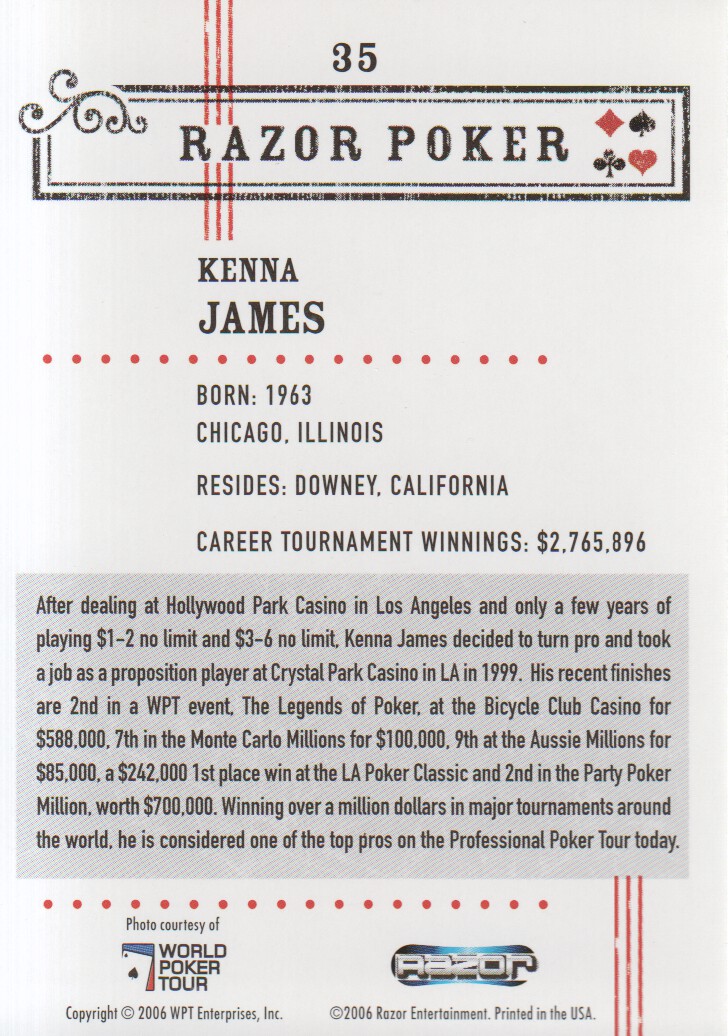 35
RAZOR POKER
KENNA
JAMES
BORN: 1963
CHICAGO, ILLINOIS
RESIDES: DOWNEY, CALIFORNIA
CAREER TOURNAMENT WINNINGS: $2,765,896
After dealing at Hollywood Park Casino in Los Angeles and only a few years of
playing $1-2 no limit and $3-6 no limit, Kenna James decided to turn pro and took
a job as a proposition player at Crystal Park Casino in LA in 1999. His recent finishes
are 2nd in a WPT event, The Legends of Poker, at the Bicycle Club Casino for
$588,000, 7th in the Monte Carlo Millions for $100,000, 9th at the Aussie Millions for
$85,000, a $242,000 1st place win at the LA Poker Classic and 2nd in the Party Poker
Million, worth $700,000. Winning over a million dollars in major tournaments around
the world, he is considered one of the top pros on the Professional Poker Tour today.
Photo courtesy of
WORLD
POKER
TOUR
RAZOR
Copyright © 2006 WPT Enterprises, Inc.
©2006 Razor Entertainment. Printed in the USA.